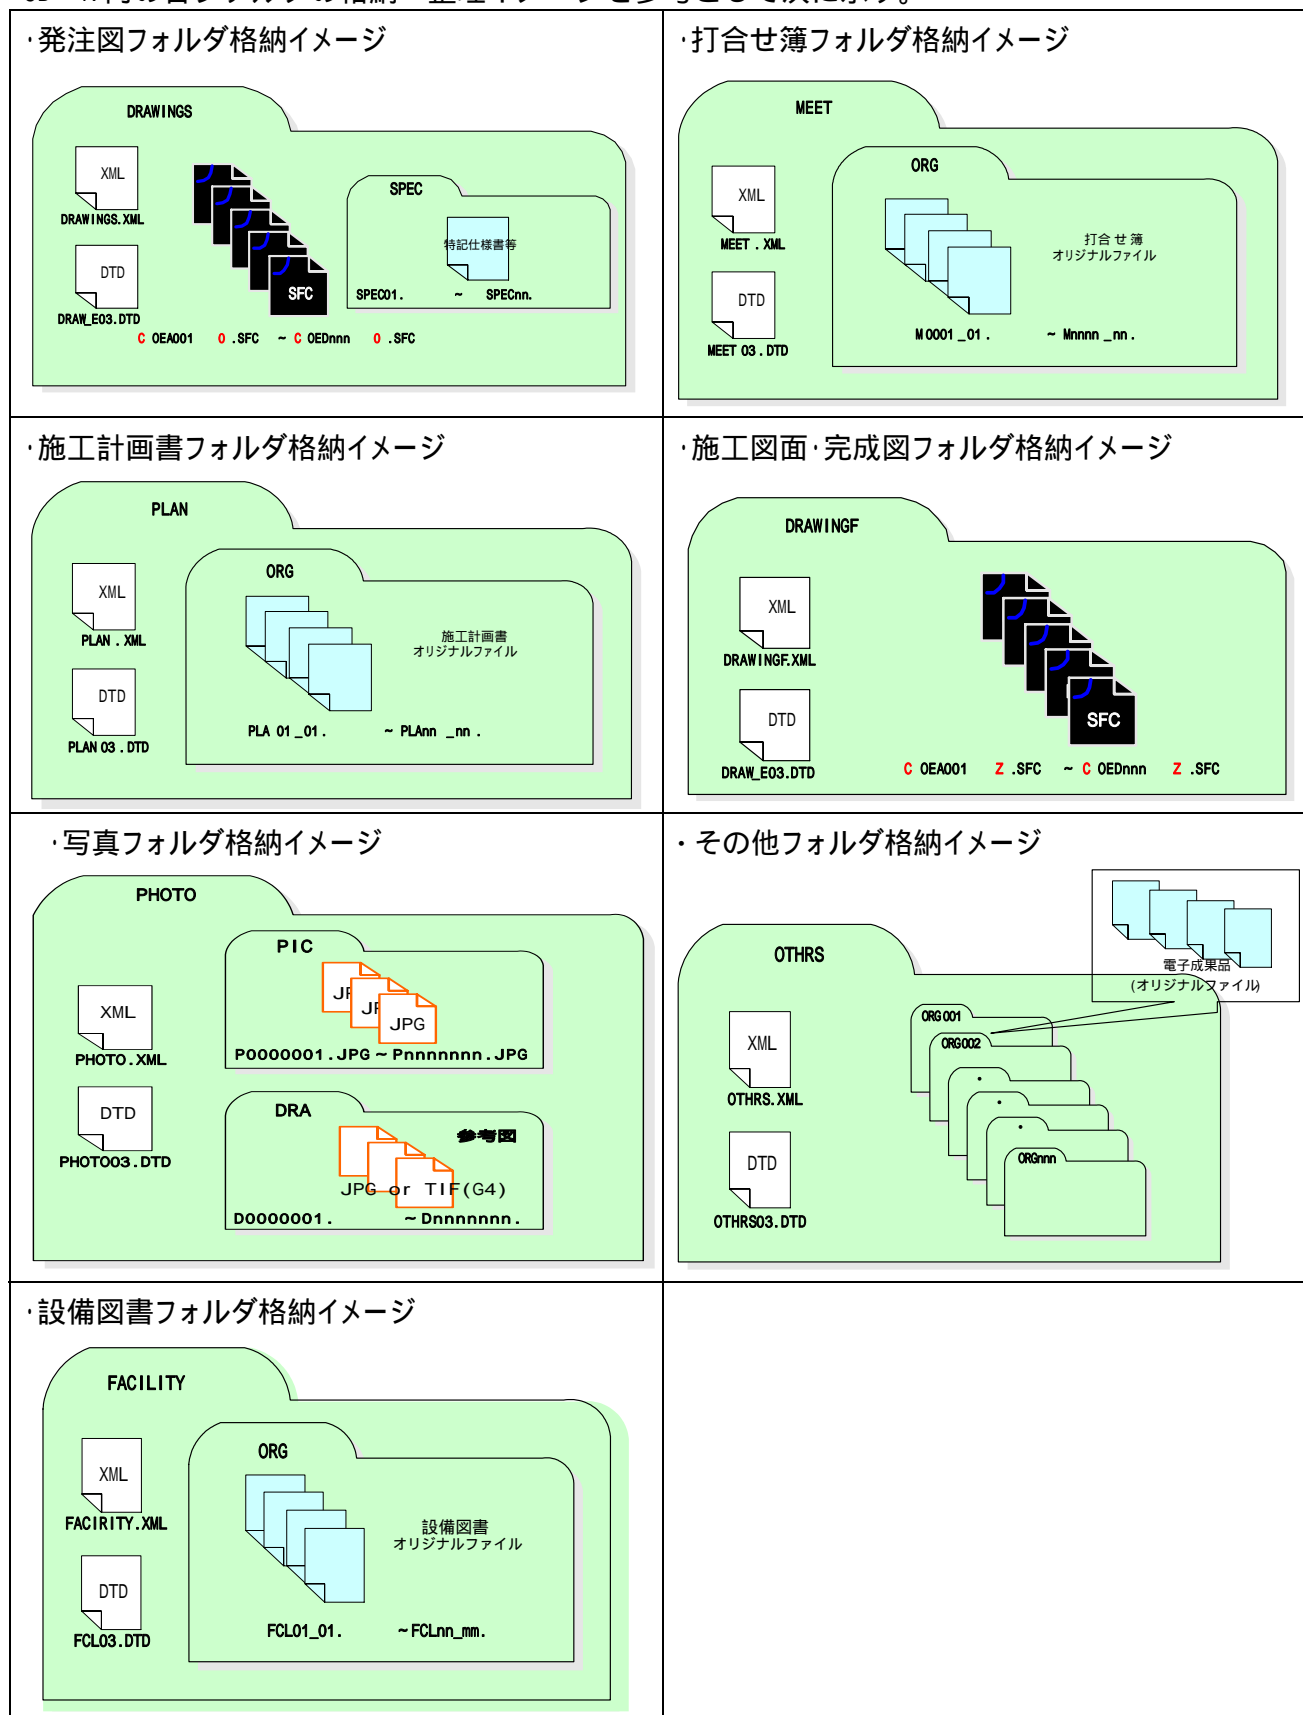 ・発注図フォルダ格納イメージ
DRAWINGS
XML
DRAWINGS.XML
DTD
DRAW_E03.DTD
SFC
C OEA001 O .SFC ~ C OEDnnn O .SFC
SPEC
特記仕様書等
SPEC01. ~ SPECnn.
・打合せ簿フォルダ格納イメージ
MEET
XML
MEET . XML
DTD
MEET 03 . DTD
ORG
打合せ簿
オリジナルファイル
M 0001 _ 01 . ~ Mnnnn _ nn .
・施工計画書フォルダ格納イメージ
PLAN
XML
PLAN . XML
DTD
PLAN 03 . DTD
ORG
施工計画書
オリジナルファイル
PLA 01 _ 01 . ~ PLAnn _ nn .
・施工図面・完成図フォルダ格納イメージ
DRAWINGF
XML
DRAWINGF.XML
DTD
DRAW_E03.DTD
SFC
C OEA001 Z .SFC ~ C OEDnnn Z .SFC
・写真フォルダ格納イメージ
PHOTO
XML
PHOTO.XML
DTD
PHOTO03.DTD
PIC
JPG
P0000001.JPG~Pnnnnnnn.JPG
DRA
参考図
JPG or TIF(G4)
D0000001. ~Dnnnnnnn.
・その他フォルダ格納イメージ
OTHRS
XML
OTHRS.XML
DTD
OTHRS03.DTD
電子成果品
(オリジナルファイル)
ORG001
ORG002
・
・
・
ORGnnn
・設備図書フォルダ格納イメージ
FACILITY
XML
FACIRITY.XML
DTD
FCL03.DTD
ORG
設備図書
オリジナルファイル
FCL01_01. ~FCLnn_mm.